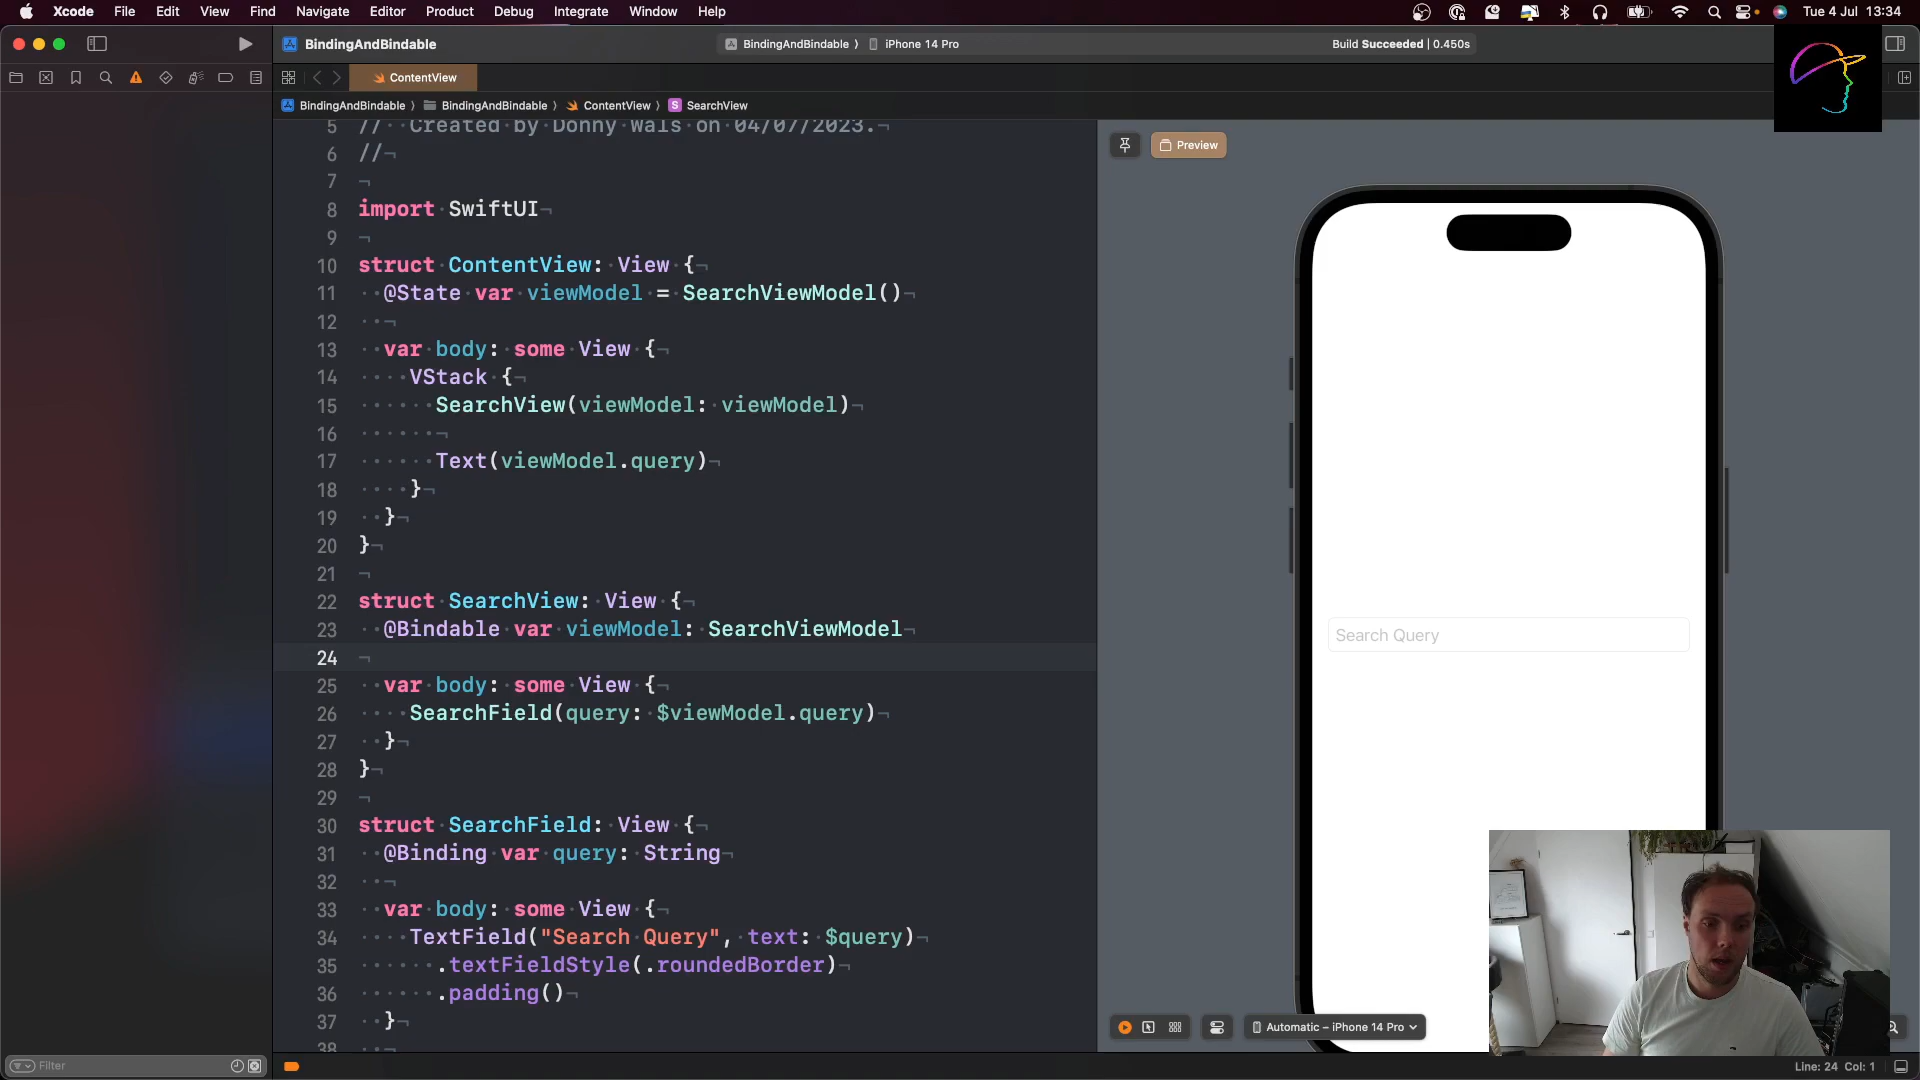 Xcode File Edit View Find Navigate Editor Product Debug Integrate Window Help Tue 4 Jul 13:34
BindingAndBindable BindingAndBindable ⟩ iPhone 14 Pro Build Succeeded | 0.450s
ContentView
BindingAndBindable ⟩ BindingAndBindable ⟩ ContentView ⟩ S SearchView
5 // Created by Donny Wals on 04/07/2023.¬
6 //¬
7 ¬
8 import·SwiftUI¬
9 ¬
10 struct·ContentView:·View·{¬
11 ··@State·var·viewModel·=·SearchViewModel()¬
12 ··¬
13 ··var·body:·some·View·{¬
14 ····VStack·{¬
15 ······SearchView(viewModel:·viewModel)¬
16 ······¬
17 ······Text(viewModel.query)¬
18 ····}¬
19 ··}¬
20 }¬
21 ¬
22 struct·SearchView:·View·{¬
23 ··@Bindable·var·viewModel:·SearchViewModel¬
24 ¬
25 ··var·body:·some·View·{¬
26 ····SearchField(query:·$viewModel.query)¬
27 ··}¬
28 }¬
29 ¬
30 struct·SearchField:·View·{¬
31 ··@Binding·var·query:·String¬
32 ··¬
33 ··var·body:·some·View·{¬
34 ····TextField("Search·Query",·text:·$query)¬
35 ······.textFieldStyle(.roundedBorder)¬
36 ······.padding()¬
37 ··}¬
38
Preview
Search Query
Automatic – iPhone 14 Pro
Filter
Line: 24 Col: 1